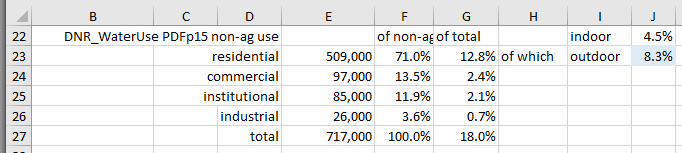 B C D E F G H I J
22 DNR_WaterUse PDFp15 non-ag use of non-ag of total indoor 4.5%
23 residential 509,000 71.0% 12.8% of which outdoor 8.3%
24 commercial 97,000 13.5% 2.4%
25 institutional 85,000 11.9% 2.1%
26 industrial 26,000 3.6% 0.7%
27 total 717,000 100.0% 18.0%